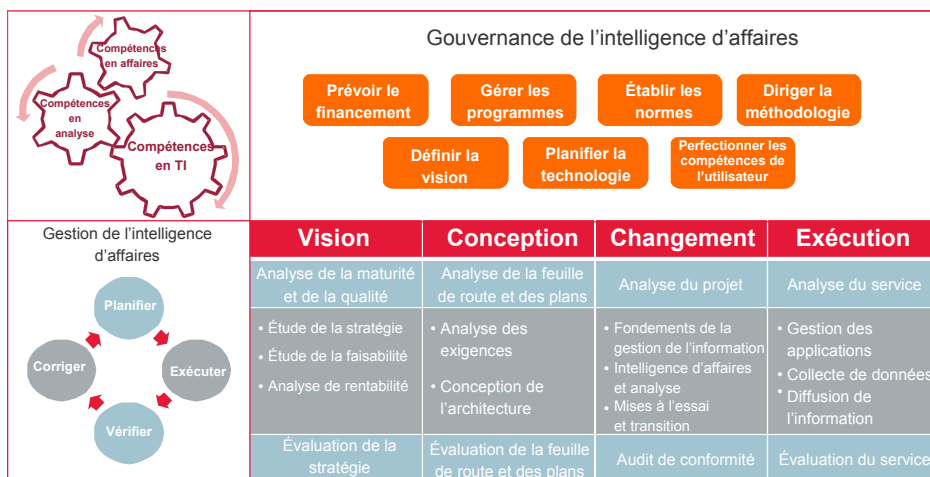 Compétences
en affaires
Compétences
en
analyse
Compétences
en TI
Gouvernance de l’intelligence d’affaires
Prévoir le
financement
Gérer les
programmes
Établir les
normes
Diriger la
méthodologie
Définir la
vision
Planifier la
technologie
Perfectionner les
compétences de
l’utilisateur
Gestion de l’intelligence
d’affaires
Planifier
Exécuter
Vérifier
Corriger
Vision
Conception
Changement
Exécution
Analyse de la maturité
et de la qualité
Analyse de la feuille
de route et des plans
Analyse du projet
Analyse du service
• Étude de la stratégie
• Étude de la faisabilité
• Analyse de rentabilité
• Analyse des
exigences
• Conception de
l’architecture
• Fondements de la
gestion de l’information
• Intelligence d’affaires
et analyse
• Mises à l’essai
et transition
• Gestion des
applications
• Collecte de données
• Diffusion de
l’information
Évaluation de la
stratégie
Évaluation de la feuille
de route et des plans
Audit de conformité
Évaluation du service